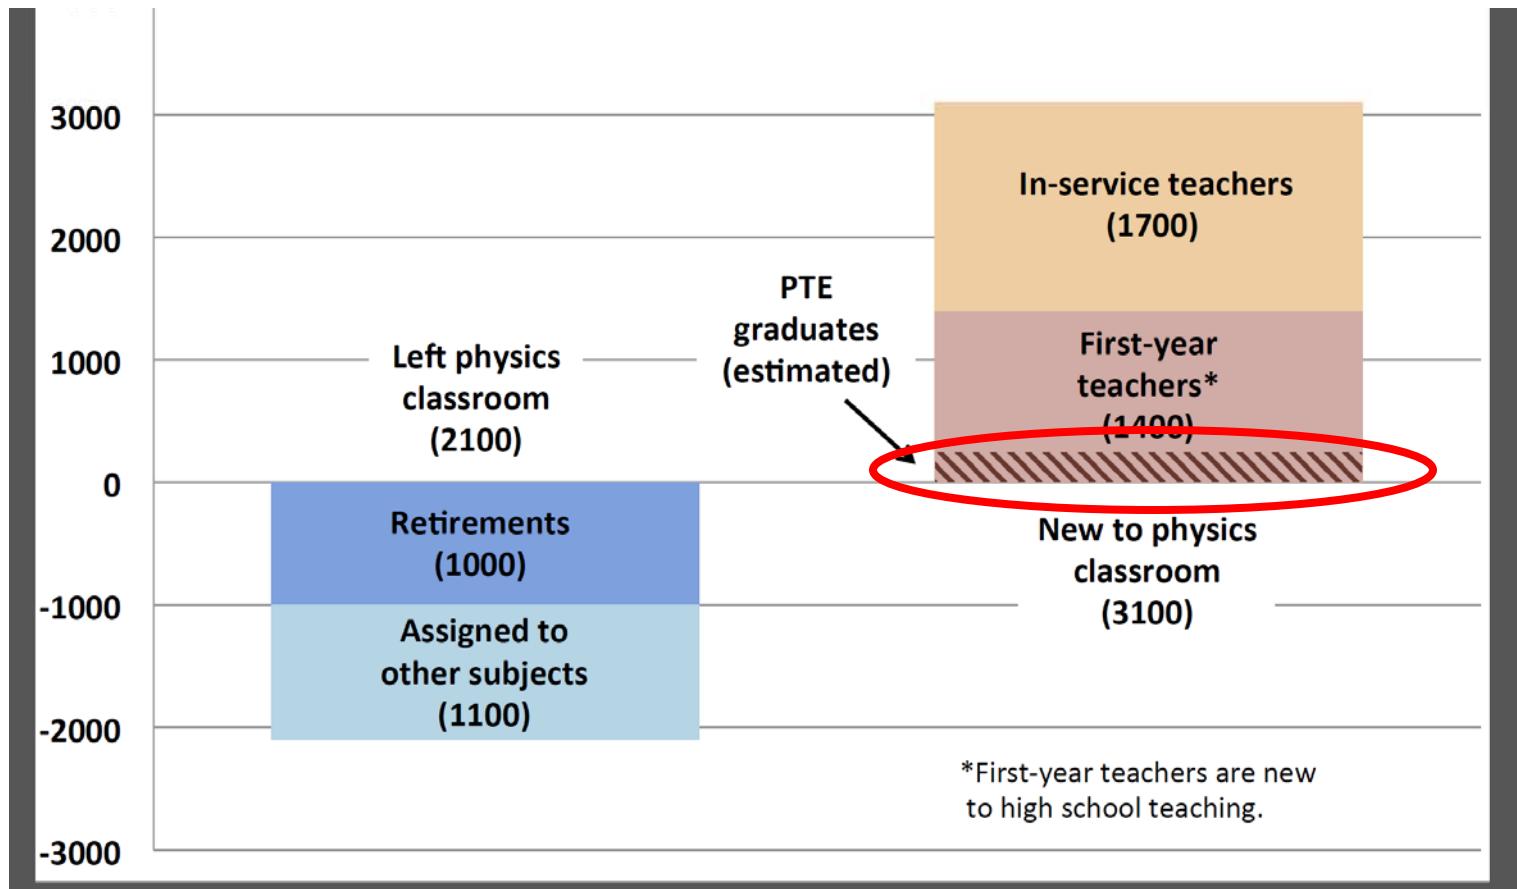 3000
2000
1000
0
-1000
-2000
-3000
Left physics
classroom
(2100)
Retirements
(1000)
Assigned to
other subjects
(1100)
PTE
graduates
(estimated)
In-service teachers
(1700)
First-year
teachers*
(1400)
New to physics
classroom
(3100)
*First-year teachers are new
to high school teaching.